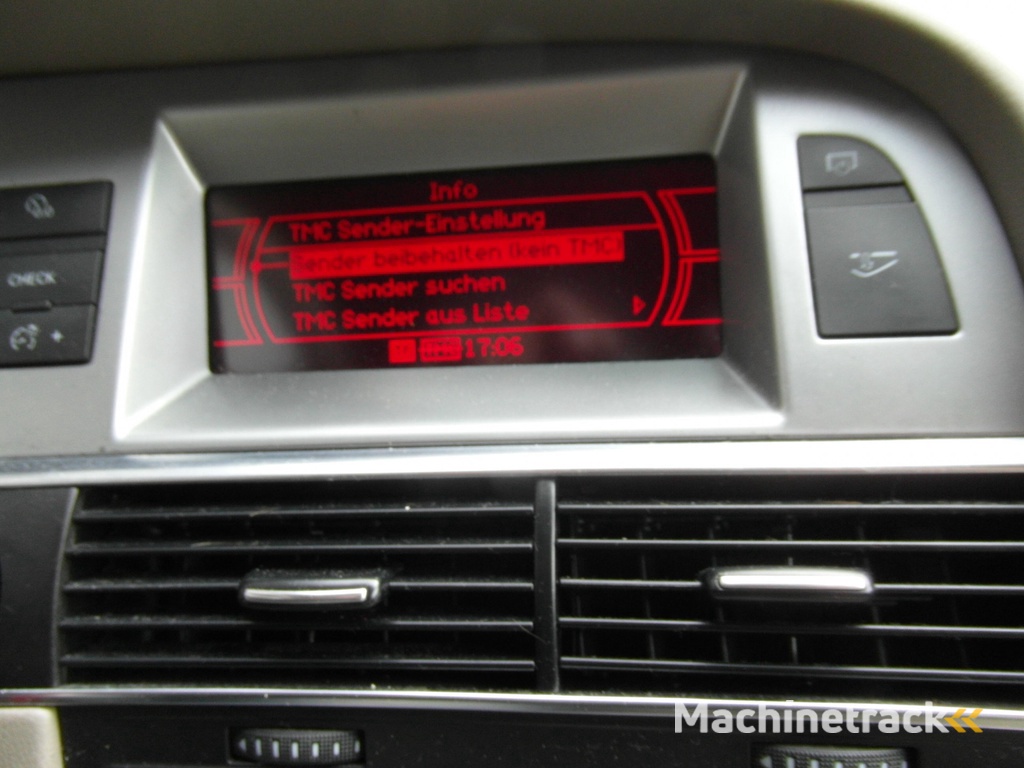 Info
TMC Sender-Einstellung
Sender beibehalten (kein TMC)
TMC Sender suchen
TMC Sender aus Liste
17:06
CHECK
+
Machinetrack